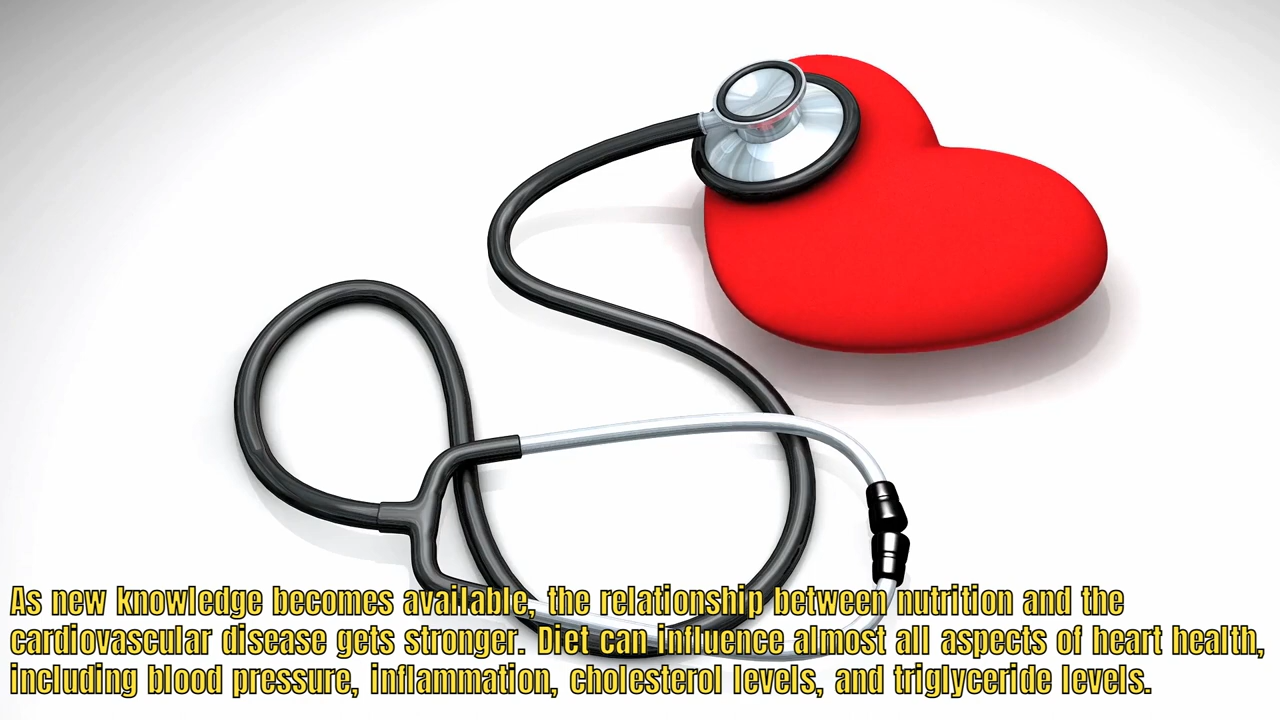 As new knowledge becomes available, the relationship between nutrition and the
cardiovascular disease gets stronger. Diet can influence almost all aspects of heart health,
including blood pressure, inflammation, cholesterol levels, and triglyceride levels.